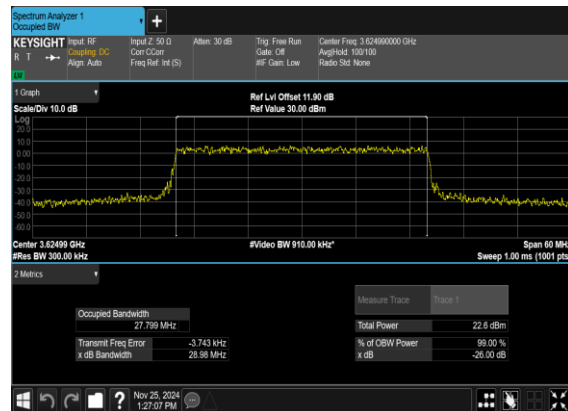 Spectrum Analyzer 1
Occupied BW
KEYSIGHT Input: RF Input Z: 50 Ω Atten: 30 dB Trig: Free Run Center Freq: 3.624990000 GHz
R T Coupling: DC Corr CCorr Gate: Off Avg|Hold: 100/100
Align: Auto Freq Ref: Int (S) #IF Gain: Low Radio Std: None
LW
1 Graph
Ref Lvl Offset 11.90 dB
Scale/Div 10.0 dB Ref Value 30.00 dBm
Log
20.0
10.0
0.00
-10.0
-20.0
-30.0
-40.0
-50.0
-60.0
Center 3.62499 GHz #Video BW 910.00 kHz* Span 60 MHz
#Res BW 300.00 kHz Sweep 1.00 ms (1001 pts)
2 Metrics
Measure Trace Trace 1
Occupied Bandwidth
27.799 MHz Total Power 22.6 dBm
Transmit Freq Error -3.743 kHz % of OBW Power 99.00 %
x dB Bandwidth 28.98 MHz x dB -26.00 dB
Nov 25, 2024
1:27:07 PM